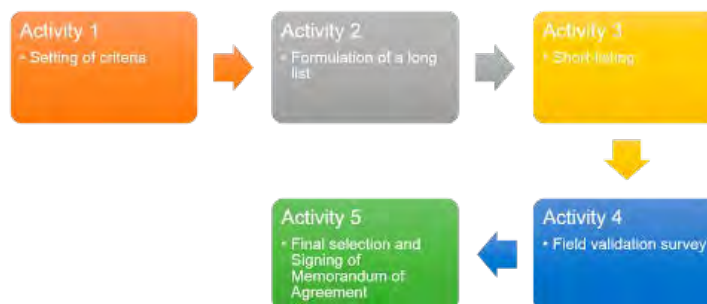 Activity 1
• Setting of criteria
Activity 2
• Formulation of a long
list
Activity 3
• Short-listing
Activity 4
• Field validation survey
Activity 5
• Final selection and
Signing of
Memorandum of
Agreement